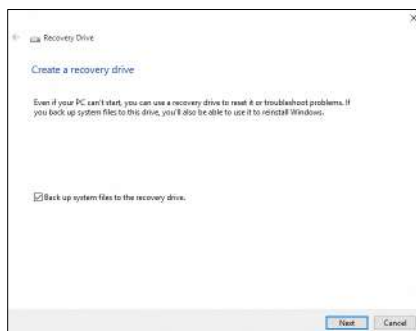 Recovery Drive
Create a recovery drive
Even if your PC can't start, you can use a recovery drive to reset it or troubleshoot problems. If
you back up system files to this drive, you'll also be able to use it to reinstall Windows.
Back up system files to the recovery drive.
Next Cancel